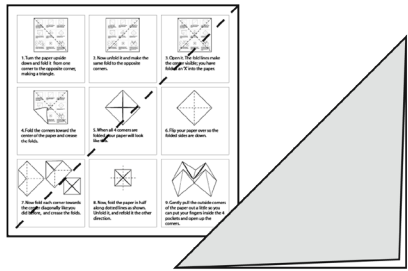 1. Turn the paper upside
down and fold it from one
corner to the opposite corner,
making a triangle.
2. Now unfold it and make the
same fold to the opposite
corners.
3. Open it. The fold lines make
the center visible; you have
folded an 'X' into the paper.
4. Fold the corners toward the
center of the paper and crease
the folds.
5. When all 4 corners are
folded, your paper will look
like this.
6. Flip your paper over so the
folded sides are down.
7. Now fold each corner towards
the center diagonally like you
did before, and crease the folds.
8. Now, fold the paper in half
along dotted lines as shown.
Unfold it, and refold it the other
direction.
9. Gently pull the outside corners
of the paper out a little so you
can put your fingers inside the 4
pockets and open up the
corners.